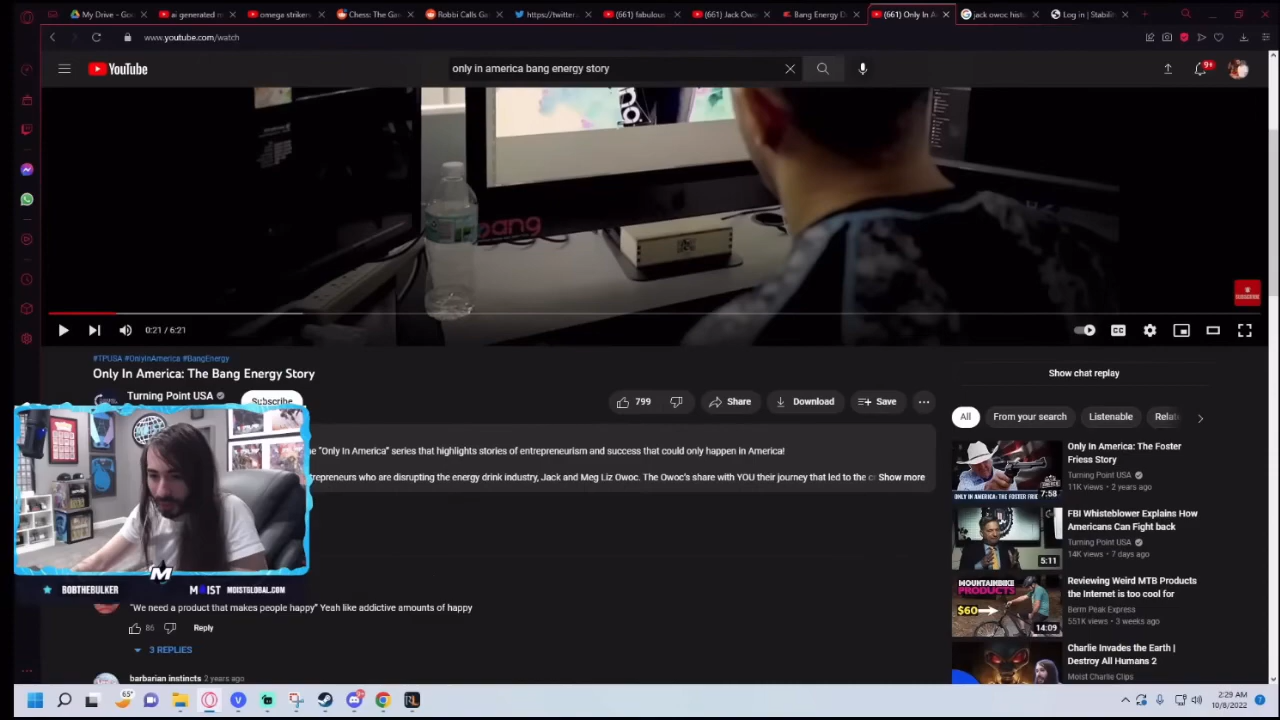 My Drive - Goo
ai generated m
omega strikers
Chess: The Ga
Robbi Calls Ga
https://twitter.
(661) fabulous
(661) Jack Owo
Bang Energy D
(661) Only In A
jack owoc hist
Log in | Stabili
www.youtube.com/watch
YouTube
only in america bang energy story
9+
bang
SUBSCRIBE
0:21 / 6:21
CC
#TPUSA #OnlyInAmerica #BangEnergy
Only In America: The Bang Energy Story
Turning Point USA
Subscribe
799
Share
Download
Save
Show chat replay
All
From your search
Listenable
Relat
"Only In America" series that highlights stories of entrepreneurism and success that could only happen in America!
trepreneurs who are disrupting the energy drink industry, Jack and Meg Liz Owoc. The Owoc's share with YOU their journey that led to the c Show more
Only In America: The Foster Friess Story
Turning Point USA
11K views • 2 years ago
ONLY IN AMERICA: THE FOSTER FRIE
7:58
FBI Whistleblower Explains How Americans Can Fight back
Turning Point USA
14K views • 7 days ago
5:11
Reviewing Weird MTB Products the Internet is too cool for
Berm Peak Express
551K views • 3 weeks ago
MOUNTAINBIKE
PRODUCTS
$60
14:09
Charlie Invades the Earth | Destroy All Humans 2
Moist Charlie Clips
M
BOBTHEBULKER
MOIST
MOISTGLOBAL.COM
"We need a product that makes people happy" Yeah like addictive amounts of happy
86
Reply
3 REPLIES
barbarian instincts 2 years ago
65°
2:29 AM
10/8/2022